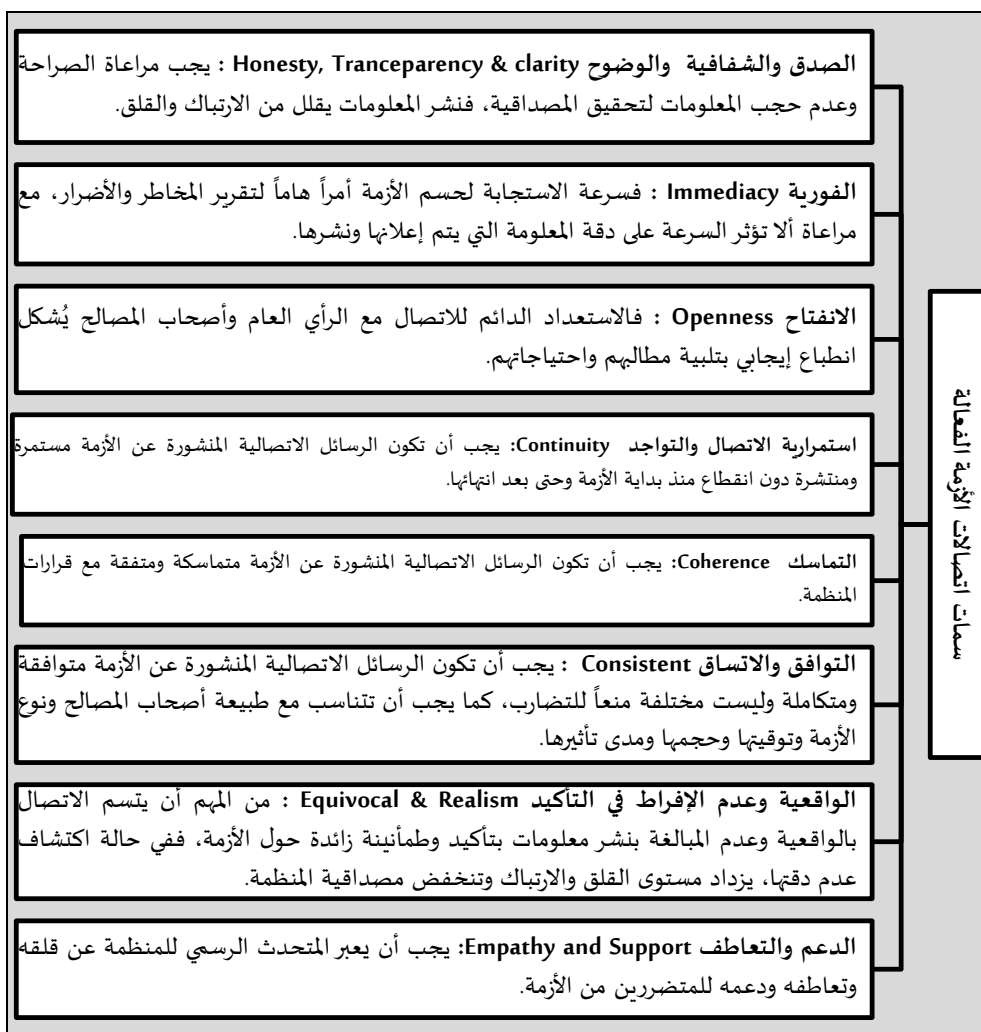 سمات اتصالات الأزمة الفعالة
الصدق والشفافية والوضوح Honesty, Tranceparency & clarity : يجب مراعاة الصراحة
وعدم حجب المعلومات لتحقيق المصداقية، فنشر المعلومات يقلل من الارتباك والقلق.
الفورية Immediacy : فسرعة الاستجابة لحسم الأزمة أمراً هاماً لتقرير المخاطر والأضرار، مع
مراعاة ألا تؤثر السرعة على دقة المعلومة التي يتم إعلانها ونشرها.
الانفتاح Openness : فالاستعداد الدائم للاتصال مع الرأي العام وأصحاب المصالح يُشكل
انطباع إيجابي بتلبية مطالبهم واحتياجاتهم.
استمرارية الاتصال والتواجد Continuity: يجب أن تكون الرسائل الاتصالية المنشورة عن الأزمة مستمرة
ومنتشرة دون انقطاع منذ بداية الأزمة وحتى بعد انتهائها.
التماسك Coherence: يجب أن تكون الرسائل الاتصالية المنشورة عن الأزمة متماسكة ومتفقة مع قرارات
المنظمة.
التوافق والاتساق Consistent : يجب أن تكون الرسائل الاتصالية المنشورة عن الأزمة متوافقة
ومتكاملة وليست مختلفة منعاً للتضارب، كما يجب أن تتناسب مع طبيعة أصحاب المصالح ونوع
الأزمة وتوقيتها وحجمها ومدى تأثيرها.
الواقعية وعدم الإفراط في التأكيد Equivocal & Realism : من المهم أن يتسم الاتصال
بالواقعية وعدم المبالغة بنشر معلومات بتأكيد وطمأنينة زائدة حول الأزمة، ففي حالة اكتشاف
عدم دقتها، يزداد مستوى القلق والارتباك وتنخفض مصداقية المنظمة.
الدعم والتعاطف Empathy and Support: يجب أن يعبر المتحدث الرسمي للمنظمة عن قلقه
وتعاطفه ودعمه للمتضررين من الأزمة.